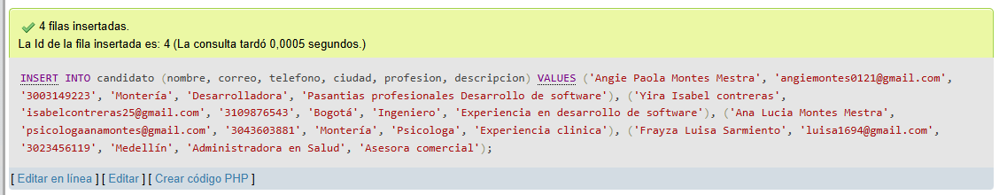 4 filas insertadas.
La Id de la fila insertada es: 4 (La consulta tardó 0,0005 segundos.)
INSERT INTO candidato (nombre, correo, telefono, ciudad, profesion, descripcion) VALUES ('Angie Paola Montes Mestra', 'angiemontes0121@gmail.com',
'3003149223', 'Montería', 'Desarrolladora', 'Pasantias profesionales Desarrollo de software'), ('Yira Isabel contreras',
'isabelcontreras25@gmail.com', '3109876543', 'Bogotá', 'Ingeniero', 'Experiencia en desarrollo de software'), ('Ana Lucia Montes Mestra',
'psicologaanamontes@gmail.com', '3043603881', 'Montería', 'Psicologa', 'Experiencia clinica'), ('Frayza Luisa Sarmiento', 'luisa1694@gmail.com',
'3023456119', 'Medellín', 'Administradora en Salud', 'Asesora comercial');
[ Editar en línea ] [ Editar ] [ Crear código PHP ]